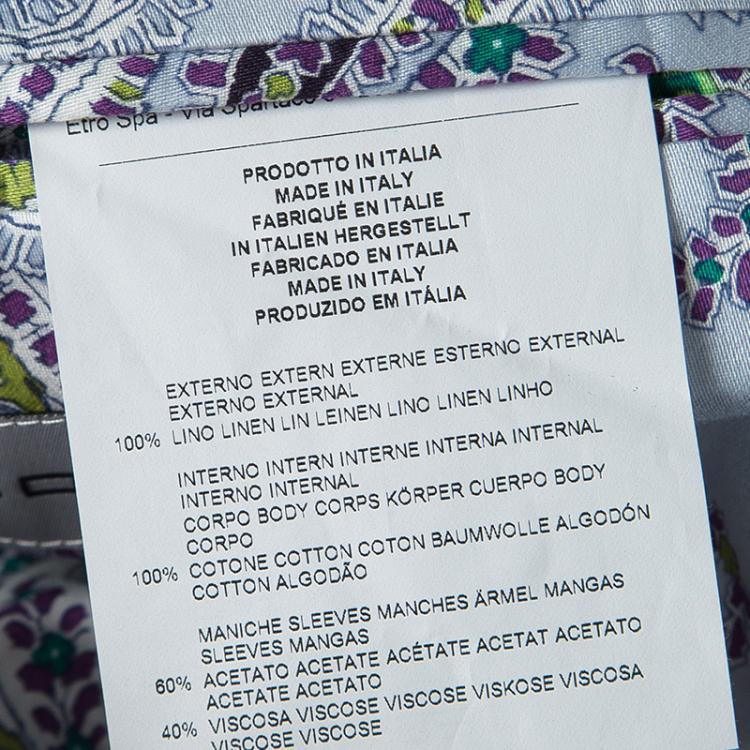 Etro Spa - Via Spartaco 3
PRODOTTO IN ITALIA
MADE IN ITALY
FABRIQUÉ EN ITALIE
IN ITALIEN HERGESTELLT
FABRICADO EN ITALIA
MADE IN ITALY
PRODUZIDO EM ITÁLIA
EXTERNO EXTERN EXTERNE ESTERNO EXTERNAL
EXTERNO EXTERNAL
100% LINO LINEN LIN LEINEN LINO LINEN LINHO
INTERNO INTERN INTERNE INTERNA INTERNAL
INTERNO INTERNAL
CORPO BODY CORPS KÖRPER CUERPO BODY
CORPO
100% COTONE COTTON COTON BAUMWOLLE ALGODÓN
COTTON ALGODÃO
MANICHE SLEEVES MANCHES ÄRMEL MANGAS
SLEEVES MANGAS
60% ACETATO ACETATE ACÉTATE ACETAT ACETATO
ACETATE ACETATO
40% VISCOSA VISCOSE VISCOSE VISKOSE VISCOSA
VISCOSE VISCOSE